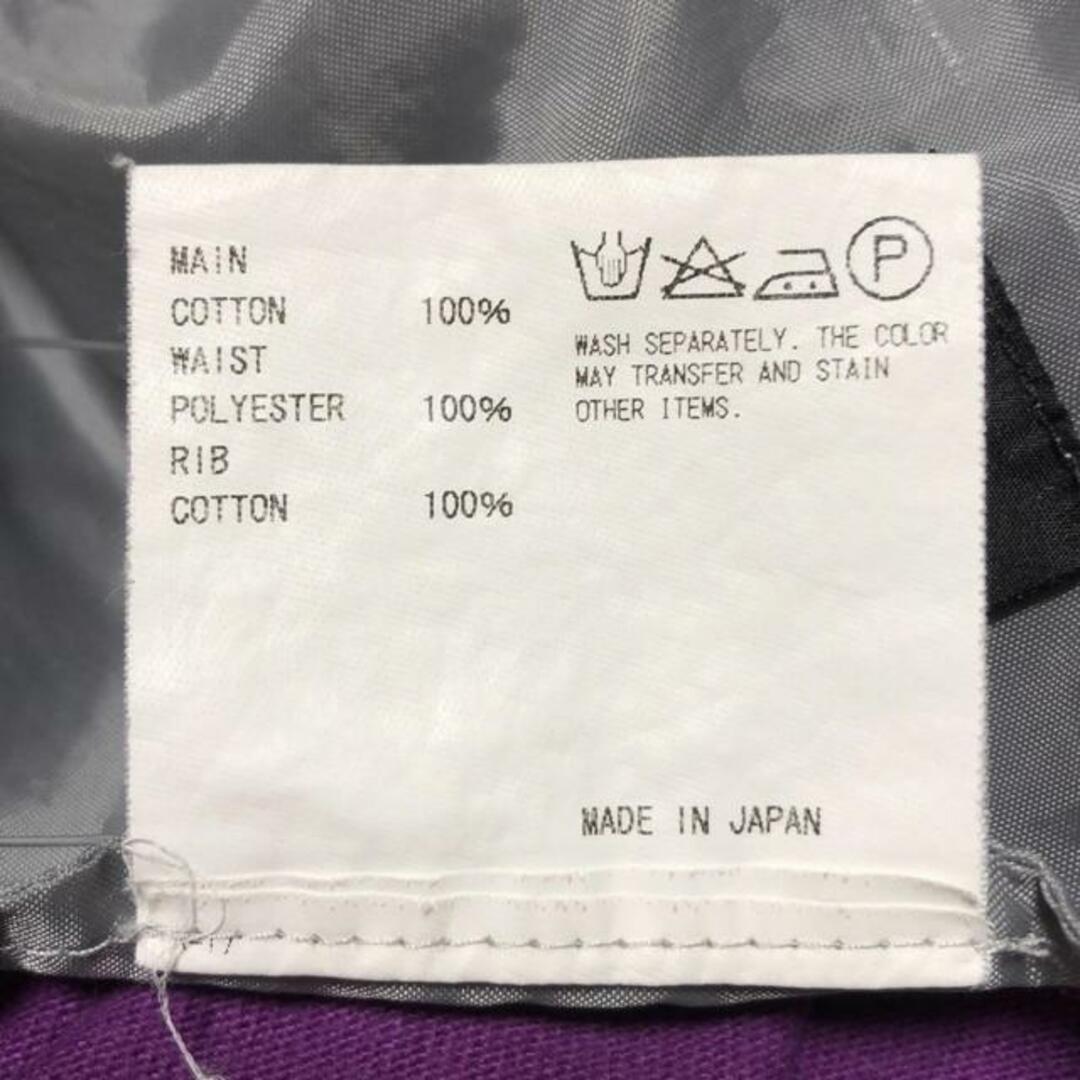 MAIN
COTTON 100%
WAIST
POLYESTER 100%
RIB
COTTON 100%
P
WASH SEPARATELY. THE COLOR
MAY TRANSFER AND STAIN
OTHER ITEMS.
MADE IN JAPAN